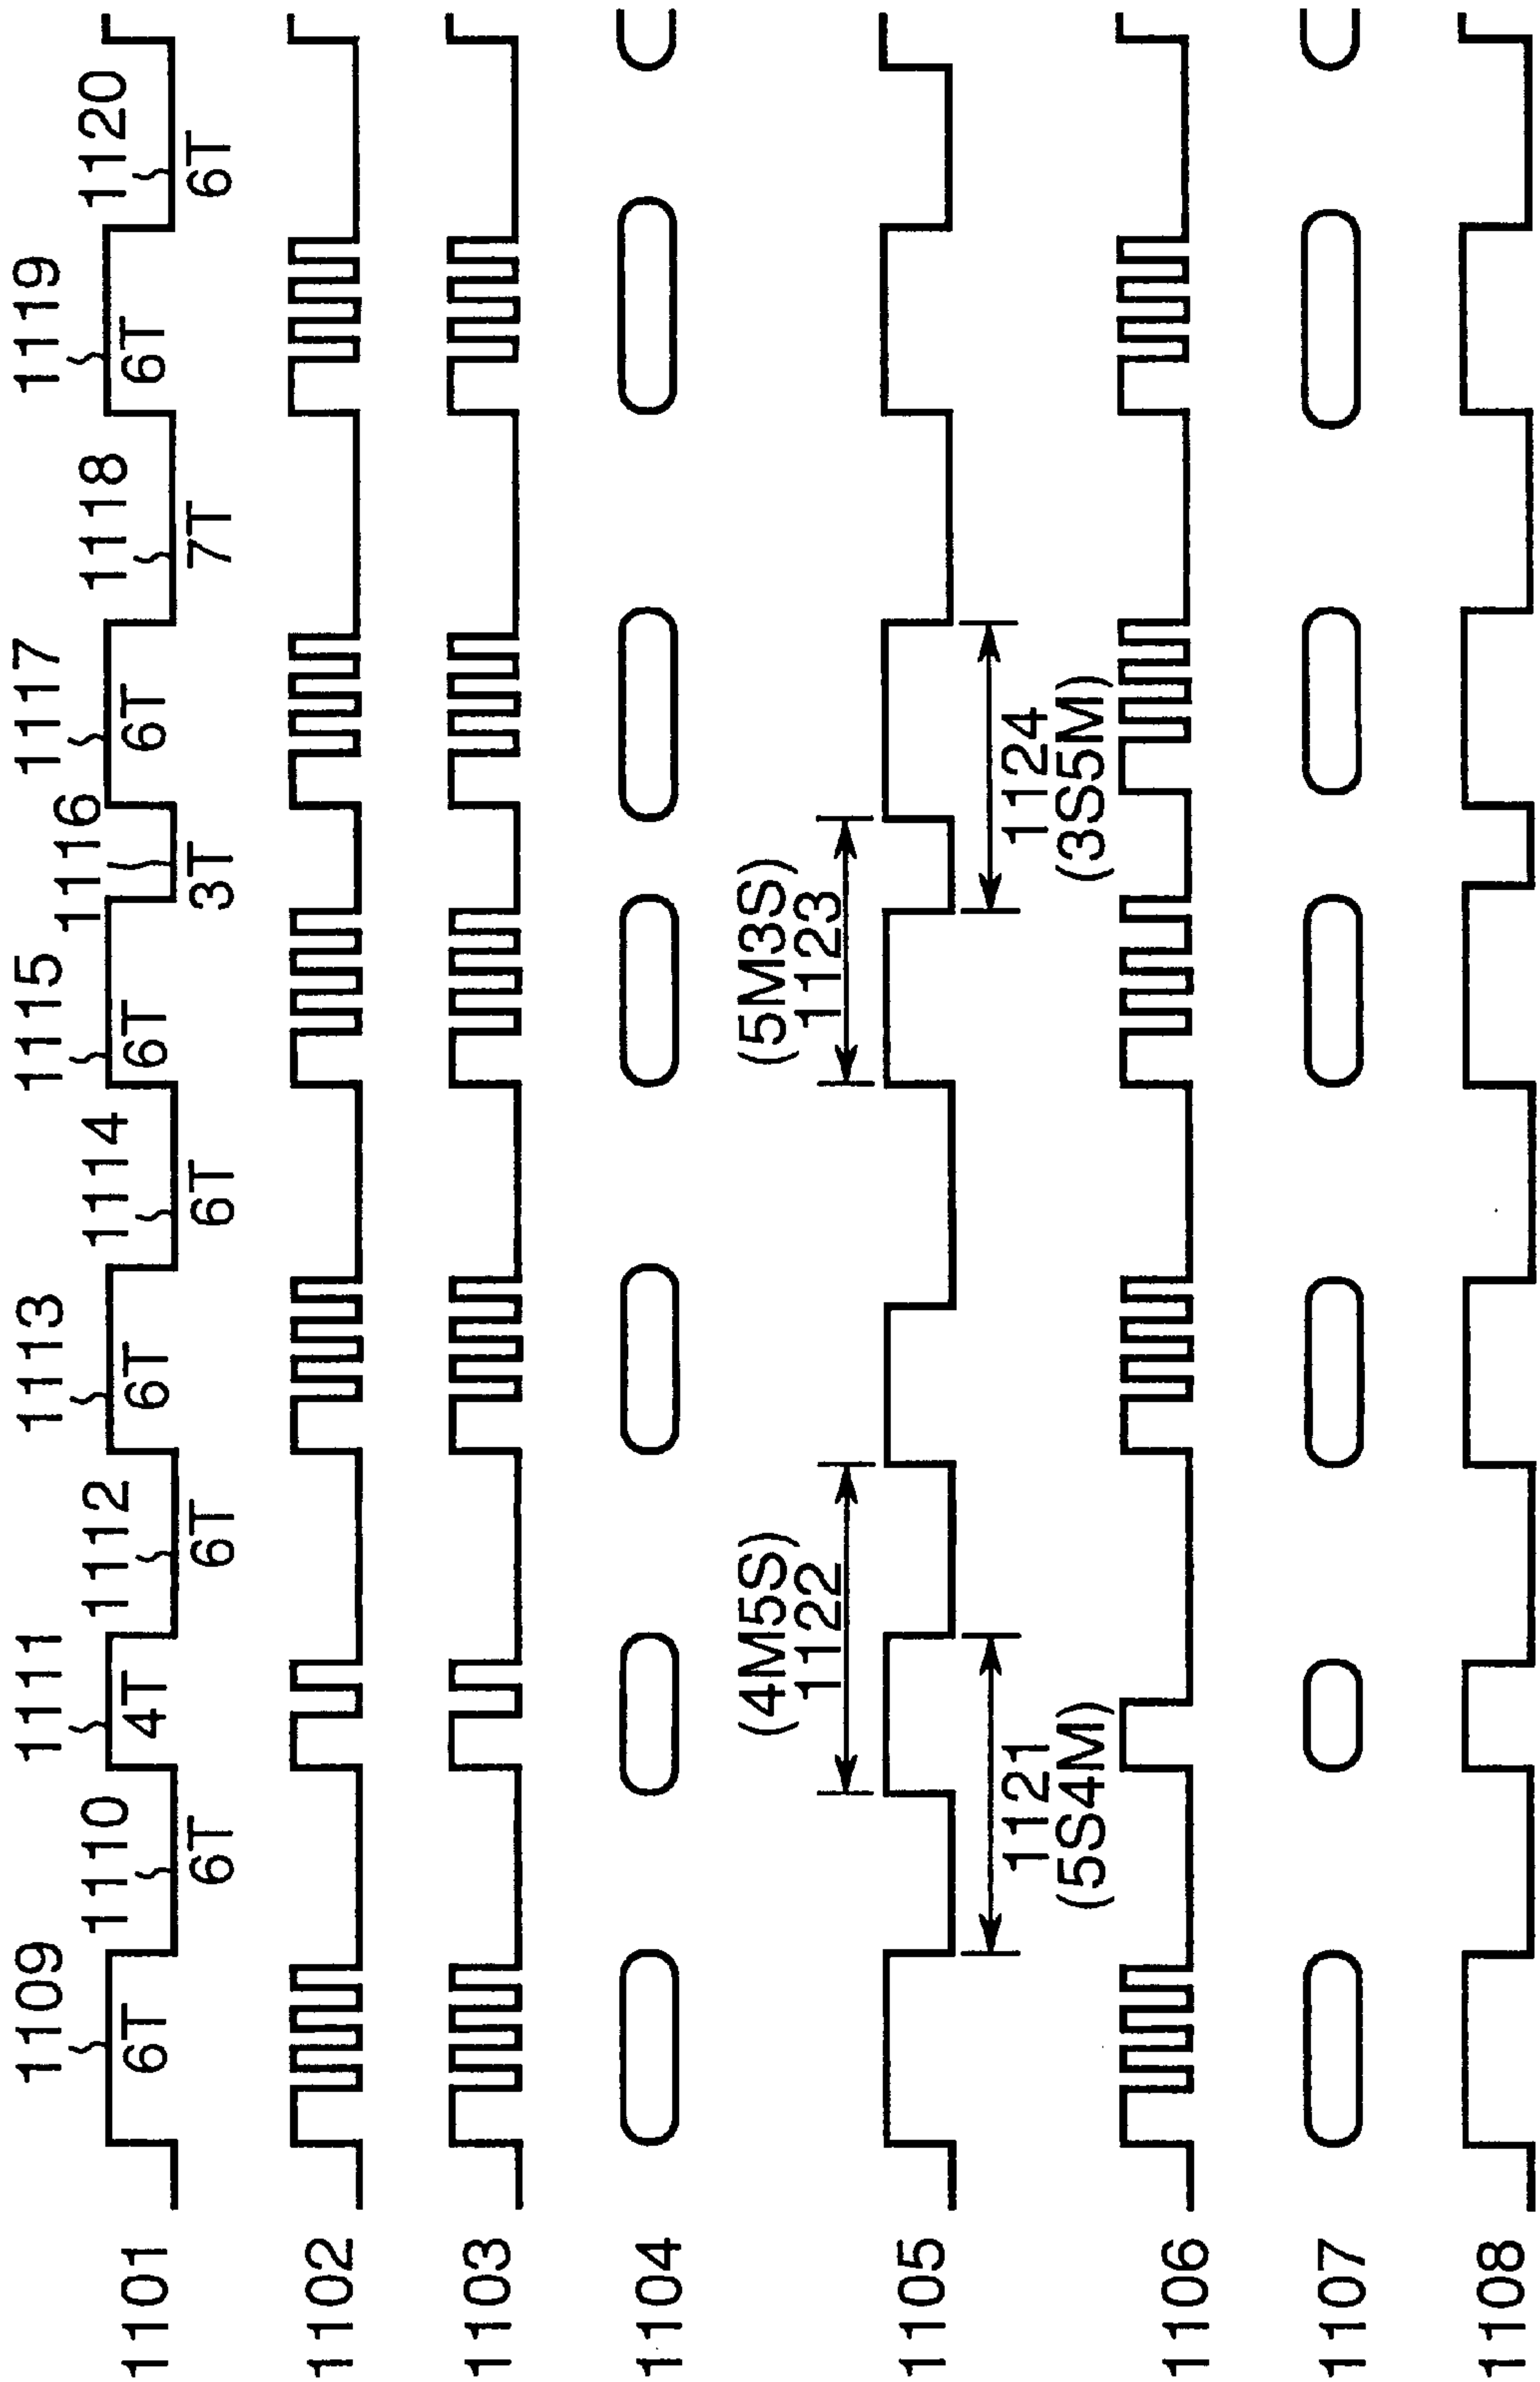 1109 1111 1113 1115 1117 1119
1110 1112 1114 1116 1118 1120
1101 6T 4T 6T 6T 6T 6T
6T 6T 6T 3T 7T 6T
1102
1103
1104
(4M5S) (5M3S)
1122 1123
1105
1121 1124
(5S4M) (3S5M)
1106
1107
1108